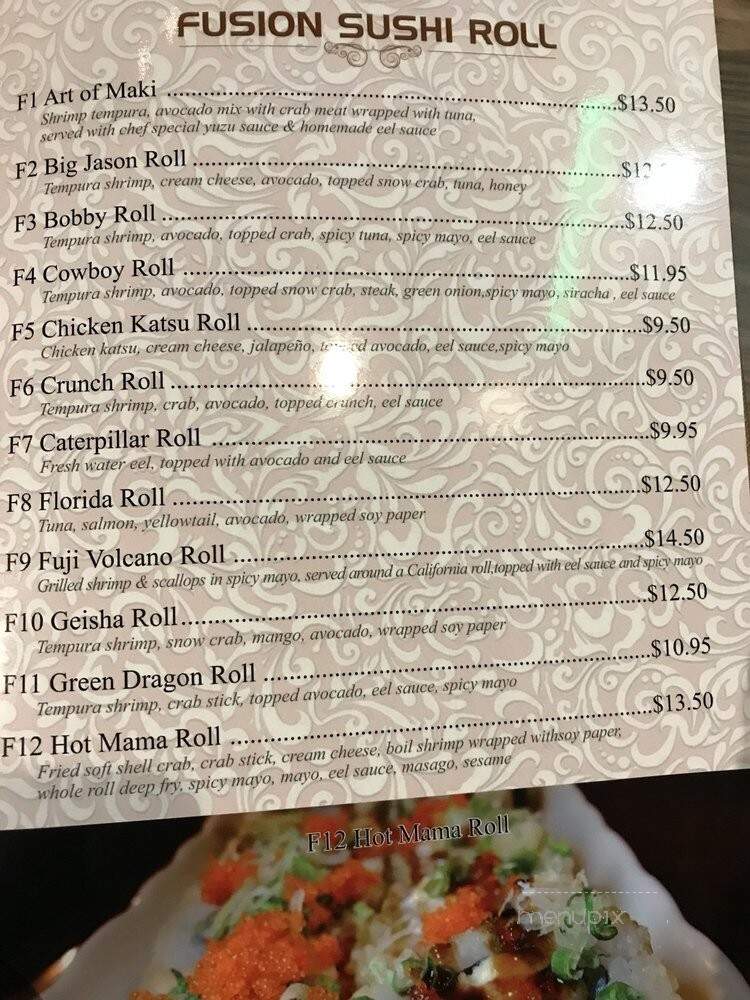 FUSION SUSHI ROLL
F1 Art of Maki ........ $13.50
Shrimp tempura, avocado mix with crab meat wrapped with tuna,
served with chef special yuzu sauce & homemade eel sauce
F2 Big Jason Roll ........ $12
Tempura shrimp, cream cheese, avocado, topped snow crab, tuna, honey
F3 Bobby Roll ........ $12.50
Tempura shrimp, avocado, topped crab, spicy tuna, spicy mayo, eel sauce
F4 Cowboy Roll ........ $11.95
Tempura shrimp, avocado, topped snow crab, steak, green onion,spicy mayo, siracha , eel sauce
F5 Chicken Katsu Roll ........ $9.50
Chicken katsu, cream cheese, jalapeño, topped avocado, eel sauce,spicy mayo
F6 Crunch Roll ........ $9.50
Tempura shrimp, crab, avocado, topped crunch, eel sauce
F7 Caterpillar Roll ........ $9.95
Fresh water eel, topped with avocado and eel sauce
F8 Florida Roll ........ $12.50
Tuna, salmon, yellowtail, avocado, wrapped soy paper
F9 Fuji Volcano Roll ........ $14.50
Grilled shrimp & scallops in spicy mayo, served around a California roll,topped with eel sauce and spicy mayo
F10 Geisha Roll ........ $12.50
Tempura shrimp, snow crab, mango, avocado, wrapped soy paper
F11 Green Dragon Roll ........ $10.95
Tempura shrimp, crab stick, topped avocado, eel sauce, spicy mayo
F12 Hot Mama Roll ........ $13.50
Fried soft shell crab, crab stick, cream cheese, boil shrimp wrapped withsoy paper,
whole roll deep fry, spicy mayo, mayo, eel sauce, masago, sesame
F12 Hot Mama Roll
menupix